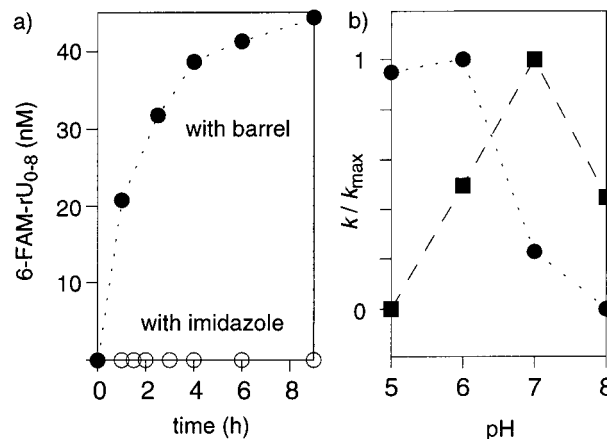 a)
6-FAM-rU0-8 (nM)
40
30
20
10
with barrel
with imidazole
0 2 4 6 8
time (h)
b)
k / kmax
1
0
5 6 7 8
pH